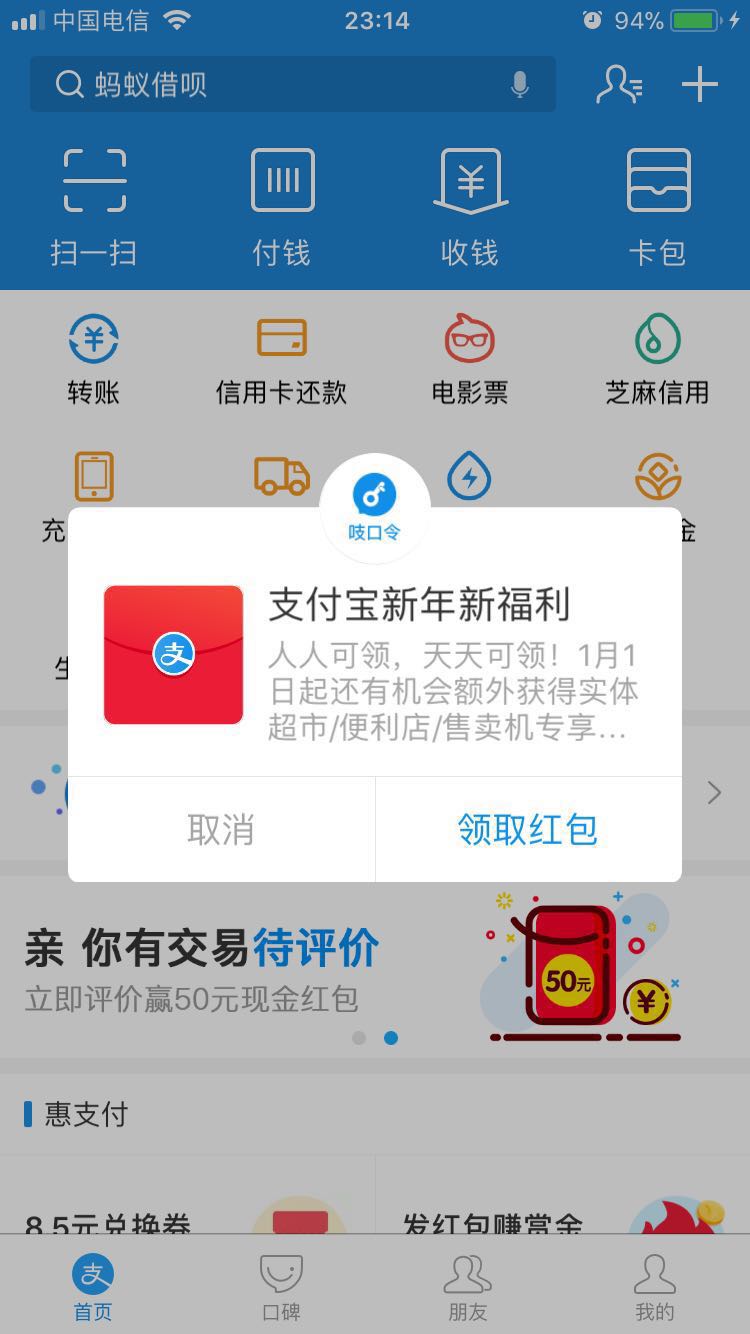 中国电信
23:14
94%
蚂蚁借呗
扫一扫
付钱
收钱
卡包
转账
信用卡还款
电影票
芝麻信用
充
金
吱口令
支付宝新年新福利
人人可领，天天可领！1月1
日起还有机会额外获得实体
超市/便利店/售卖机专享...
生
取消
领取红包
亲 你有交易待评价
立即评价赢50元现金红包
50元
惠支付
8.5元兑换券
发红包赚赏金
首页
口碑
朋友
我的